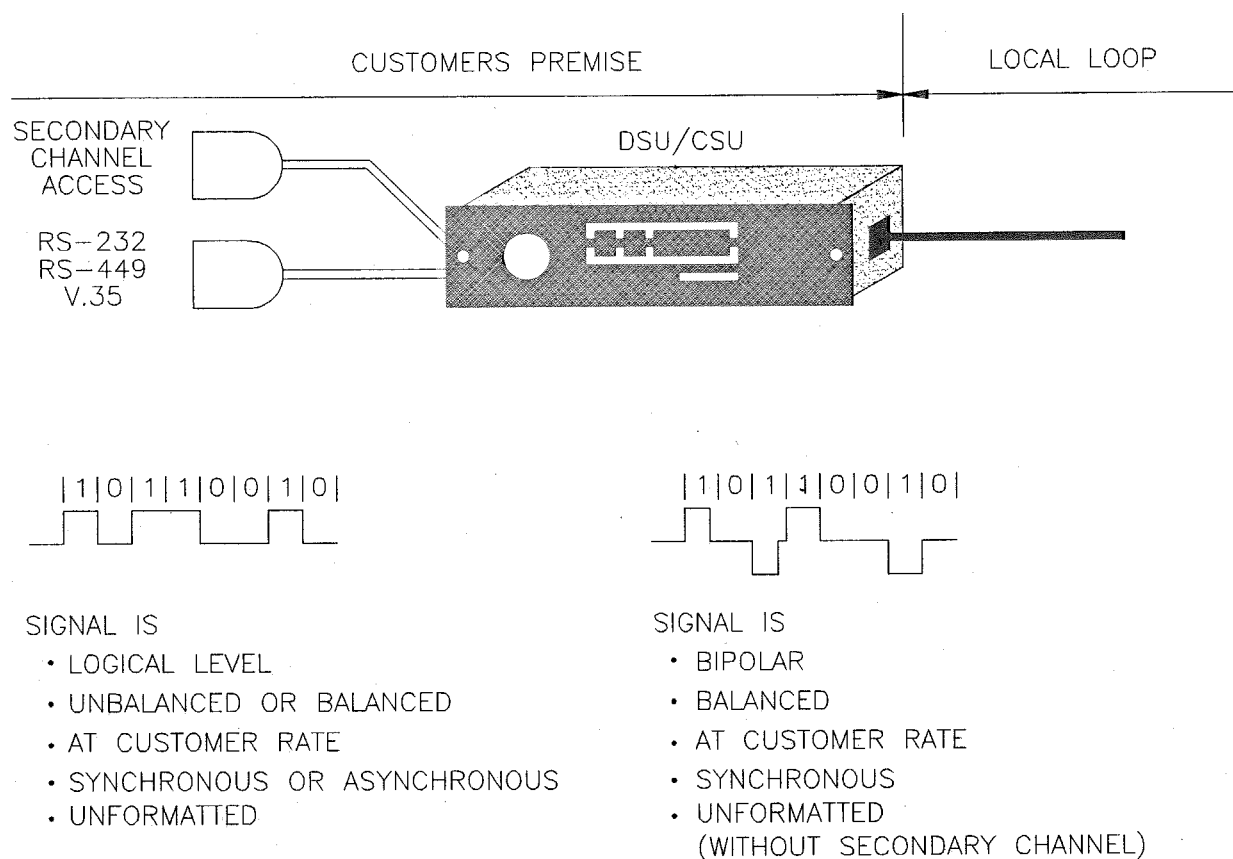 CUSTOMERS PREMISE
LOCAL LOOP
SECONDARY
CHANNEL
ACCESS
DSU/CSU
RS-232
RS-449
V.35
|1|0|1|1|0|0|1|0|
|1|0|1|1|0|0|1|0|
SIGNAL IS
• LOGICAL LEVEL
• UNBALANCED OR BALANCED
• AT CUSTOMER RATE
• SYNCHRONOUS OR ASYNCHRONOUS
• UNFORMATTED
SIGNAL IS
• BIPOLAR
• BALANCED
• AT CUSTOMER RATE
• SYNCHRONOUS
• UNFORMATTED
(WITHOUT SECONDARY CHANNEL)